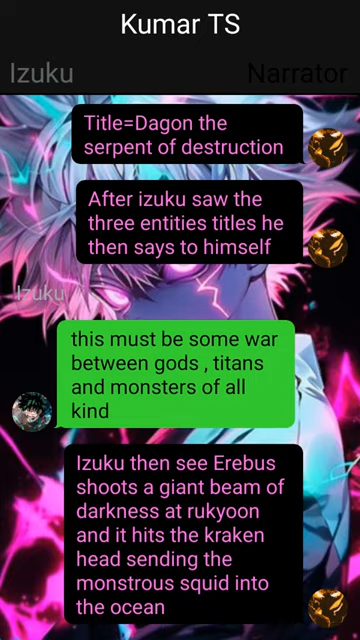 Kumar TS
Izuku
Narrator
Title=Dagon the
serpent of destruction
After izuku saw the
three entities titles he
then says to himself
Izuku
this must be some war
between gods , titans
and monsters of all
kind
Izuku then see Erebus
shoots a giant beam of
darkness at rukyoon
and it hits the kraken
head sending the
monstrous squid into
the ocean